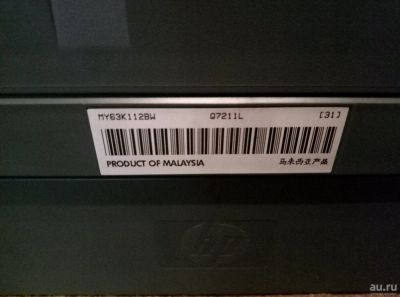 MY63K112BW Q7211L [31]
PRODUCT OF MALAYSIA 马来西亚产品
hp
au.ru